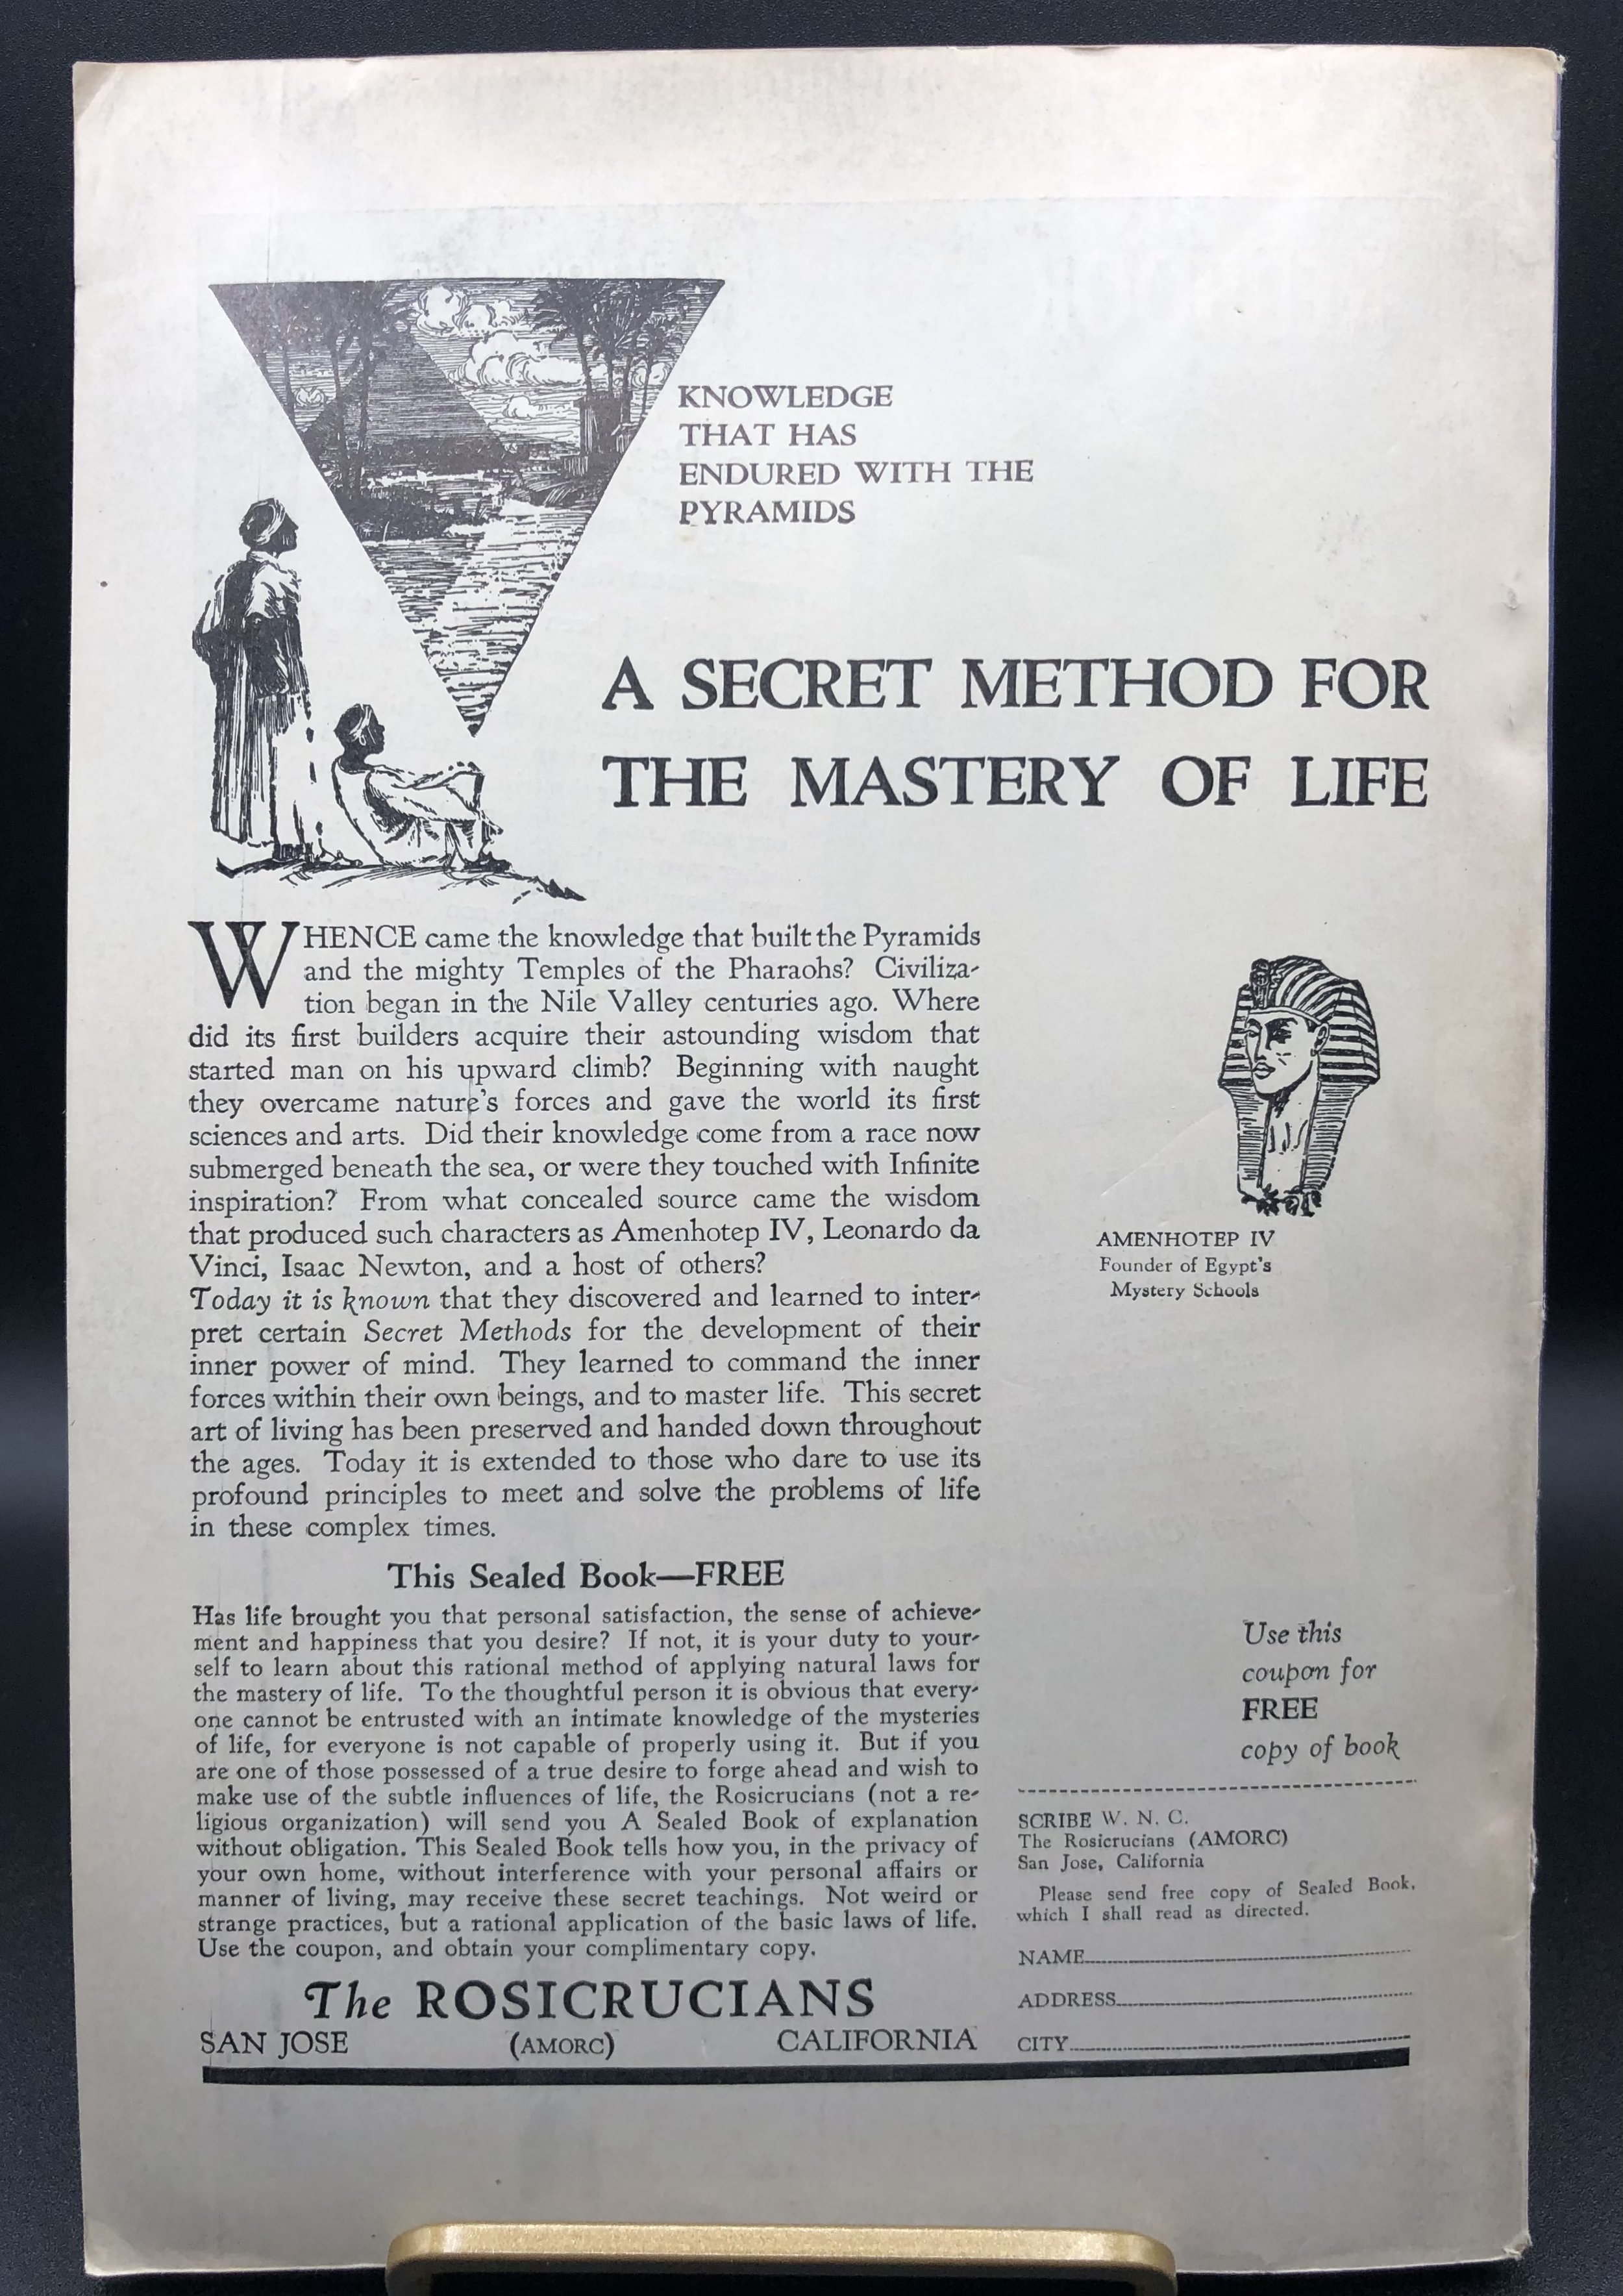 KNOWLEDGE
THAT HAS
ENDURED WITH THE
PYRAMIDS
A SECRET METHOD FOR
THE MASTERY OF LIFE
WHENCE came the knowledge that built the Pyramids
and the mighty Temples of the Pharaohs? Civiliza-
tion began in the Nile Valley centuries ago. Where
did its first builders acquire their astounding wisdom that
started man on his upward climb? Beginning with naught
they overcame nature's forces and gave the world its first
sciences and arts. Did their knowledge come from a race now
submerged beneath the sea, or were they touched with Infinite
inspiration? From what concealed source came the wisdom
that produced such characters as Amenhotep IV, Leonardo da
Vinci, Isaac Newton, and a host of others?
Today it is known that they discovered and learned to inter-
pret certain Secret Methods for the development of their
inner power of mind. They learned to command the inner
forces within their own beings, and to master life. This secret
art of living has been preserved and handed down throughout
the ages. Today it is extended to those who dare to use its
profound principles to meet and solve the problems of life
in these complex times.
AMENHOTEP IV
Founder of Egypt's
Mystery Schools
This Sealed Book—FREE
Has life brought you that personal satisfaction, the sense of achieve-
ment and happiness that you desire? If not, it is your duty to your-
self to learn about this rational method of applying natural laws for
the mastery of life. To the thoughtful person it is obvious that every-
one cannot be entrusted with an intimate knowledge of the mysteries
of life, for everyone is not capable of properly using it. But if you
are one of those possessed of a true desire to forge ahead and wish to
make use of the subtle influences of life, the Rosicrucians (not a re-
ligious organization) will send you A Sealed Book of explanation
without obligation. This Sealed Book tells how you, in the privacy of
your own home, without interference with your personal affairs or
manner of living, may receive these secret teachings. Not weird or
strange practices, but a rational application of the basic laws of life.
Use the coupon, and obtain your complimentary copy.
The ROSICRUCIANS
SAN JOSE (AMORC) CALIFORNIA
Use this
coupon for
FREE
copy of book
SCRIBE W. N. C.
The Rosicrucians (AMORC)
San Jose, California
Please send free copy of Sealed Book,
which I shall read as directed.
NAME
ADDRESS
CITY